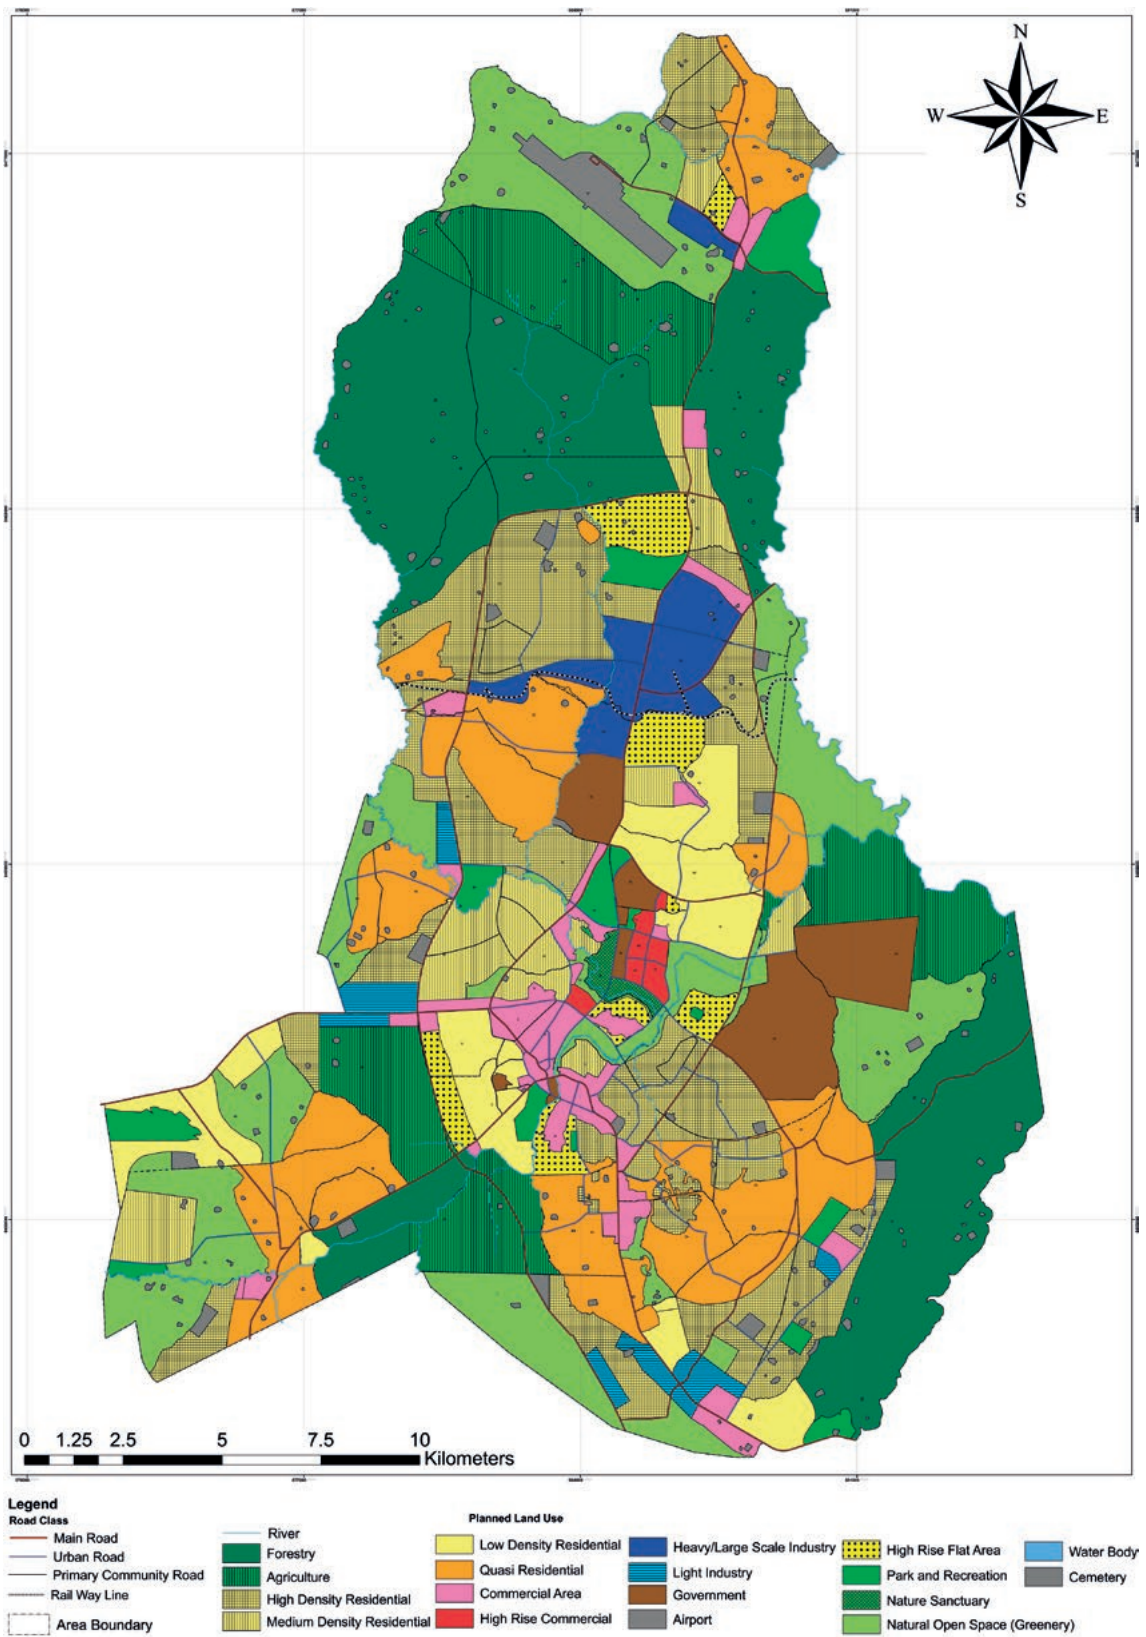 N
W E
S
0 1.25 2.5 5 7.5 10
Kilometers
Legend
Road Class
Main Road
Urban Road
Primary Community Road
Rail Way Line
Area Boundary
River
Forestry
Agriculture
High Density Residential
Medium Density Residential
Planned Land Use
Low Density Residential
Quasi Residential
Commercial Area
High Rise Commercial
Heavy/Large Scale Industry
Light Industry
Government
Airport
High Rise Flat Area
Park and Recreation
Nature Sanctuary
Natural Open Space (Greenery)
Water Body
Cemetery